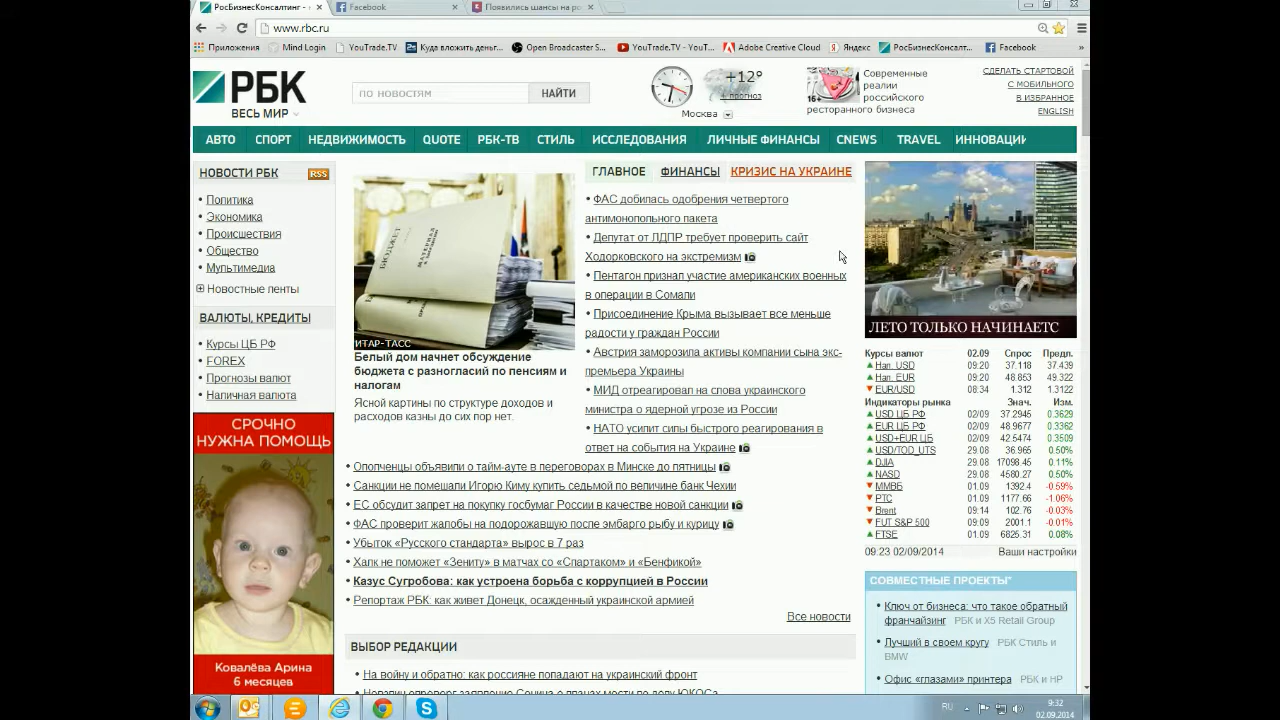 РосБизнесКонсалтинг -
Facebook
Появились шансы на ро
www.rbc.ru
Приложения
Mind Login
YouTrade.TV
Куда вложить деньг...
Open Broadcaster S...
YouTrade.TV - YouT...
Adobe Creative Cloud
Яндекс
РосБизнесКонсалт...
Facebook
»
РБК
ВЕСЬ МИР
ПО НОВОСТЯМ
НАЙТИ
Москва
+12°
+ прогноз
16+
Современные
реалии
российского
ресторанного бизнеса
СДЕЛАТЬ СТАРТОВОЙ
С МОБИЛЬНОГО
В ИЗБРАННОЕ
ENGLISH
АВТО СПОРТ НЕДВИЖИМОСТЬ QUOTE РБК-ТВ СТИЛЬ ИССЛЕДОВАНИЯ ЛИЧНЫЕ ФИНАНСЫ CNEWS TRAVEL ИННОВАЦИИ
НОВОСТИ РБК
RSS
• Политика
• Экономика
• Происшествия
• Общество
• Мультимедиа
Новостные ленты
ВАЛЮТЫ, КРЕДИТЫ
• Курсы ЦБ РФ
• FOREX
• Прогнозы валют
• Наличная валюта
СРОЧНО
НУЖНА ПОМОЩЬ
Ковалёва Арина
6 месяцев
БЮДЖЕТ
ИТАР-ТАСС
Белый дом начнет обсуждение
бюджета с разногласий по пенсиям и
налогам
Ясной картины по структуре доходов и
расходов казны до сих пор нет.
ГЛАВНОЕ ФИНАНСЫ КРИЗИС НА УКРАИНЕ
• ФАС добилась одобрения четвертого
антимонопольного пакета
• Депутат от ЛДПР требует проверить сайт
Ходорковского на экстремизм
• Пентагон признал участие американских военных
в операции в Сомали
• Присоединение Крыма вызывает все меньше
радости у граждан России
• Австрия заморозила активы компании сына экс-
премьера Украины
• МИД отреагировал на слова украинского
министра о ядерной угрозе из России
• НАТО усилит силы быстрого реагирования в
ответ на события на Украине
• Ополченцы объявили о тайм-ауте в переговорах в Минске до пятницы
• Санкции не помешали Игорю Киму купить седьмой по величине банк Чехии
• ЕС обсудит запрет на покупку госбумаг России в качестве новой санкции
• ФАС проверит жалобы на подорожавшую после эмбарго рыбу и курицу
• Убыток «Русского стандарта» вырос в 7 раз
• Халк не поможет «Зениту» в матчах со «Спартаком» и «Бенфикой»
• Казус Сугробова: как устроена борьба с коррупцией в России
• Репортаж РБК: как живет Донецк, осажденный украинской армией
Все новости
ВЫБОР РЕДАКЦИИ
• На войну и обратно: как россияне попадают на украинский фронт
ЛЕТО ТОЛЬКО НАЧИНАЕТС
Курсы валют 02.09 Спрос Предл.
Нал. USD 09:20 37.118 37.439
Нал. EUR 09:20 48.853 49.322
EUR/USD 08:34 1.312 1.3122
Индикаторы рынка Знач. Изм.
USD ЦБ РФ 02/09 37.2945 0.3629
EUR ЦБ РФ 02/09 48.9677 0.3362
USD+EUR ЦБ 02/09 42.5474 0.3509
USD/TOD_UTS 29.08 36.965 0.50%
DJIA 29.08 17098.45 0.11%
NASD 29.08 4580.27 0.50%
ММВБ 01.09 1392.4 -0.59%
РТС 01.09 1177.66 -1.06%
Brent 09:14 102.76 -0.03%
FUT S&P 500 09:09 2001.1 -0.01%
FTSE 01.09 6825.31 0.08%
09:23 02/09/2014 Ваши настройки
СОВМЕСТНЫЕ ПРОЕКТЫ*
• Ключ от бизнеса: что такое обратный
франчайзинг РБК и X5 Retail Group
• Лучший в своем кругу РБК Стиль и
BMW
• Офис «глазами» принтера РБК и HP
RU
9:32
02.09.2014